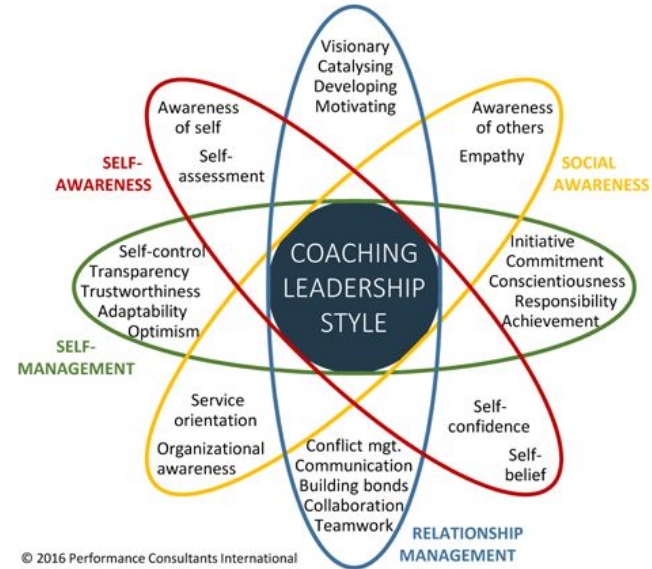 Visionary
Catalysing
Developing
Motivating
Awareness
of self
Self-
assessment
SELF-
AWARENESS
Awareness
of others
Empathy
SOCIAL
AWARENESS
Self-control
Transparency
Trustworthiness
Adaptability
Optimism
SELF-
MANAGEMENT
COACHING
LEADERSHIP
STYLE
Initiative
Commitment
Conscientiousness
Responsibility
Achievement
Service
orientation
Organizational
awareness
Conflict mgt.
Communication
Building bonds
Collaboration
Teamwork
Self-
confidence
Self-
belief
RELATIONSHIP
MANAGEMENT
© 2016 Performance Consultants International